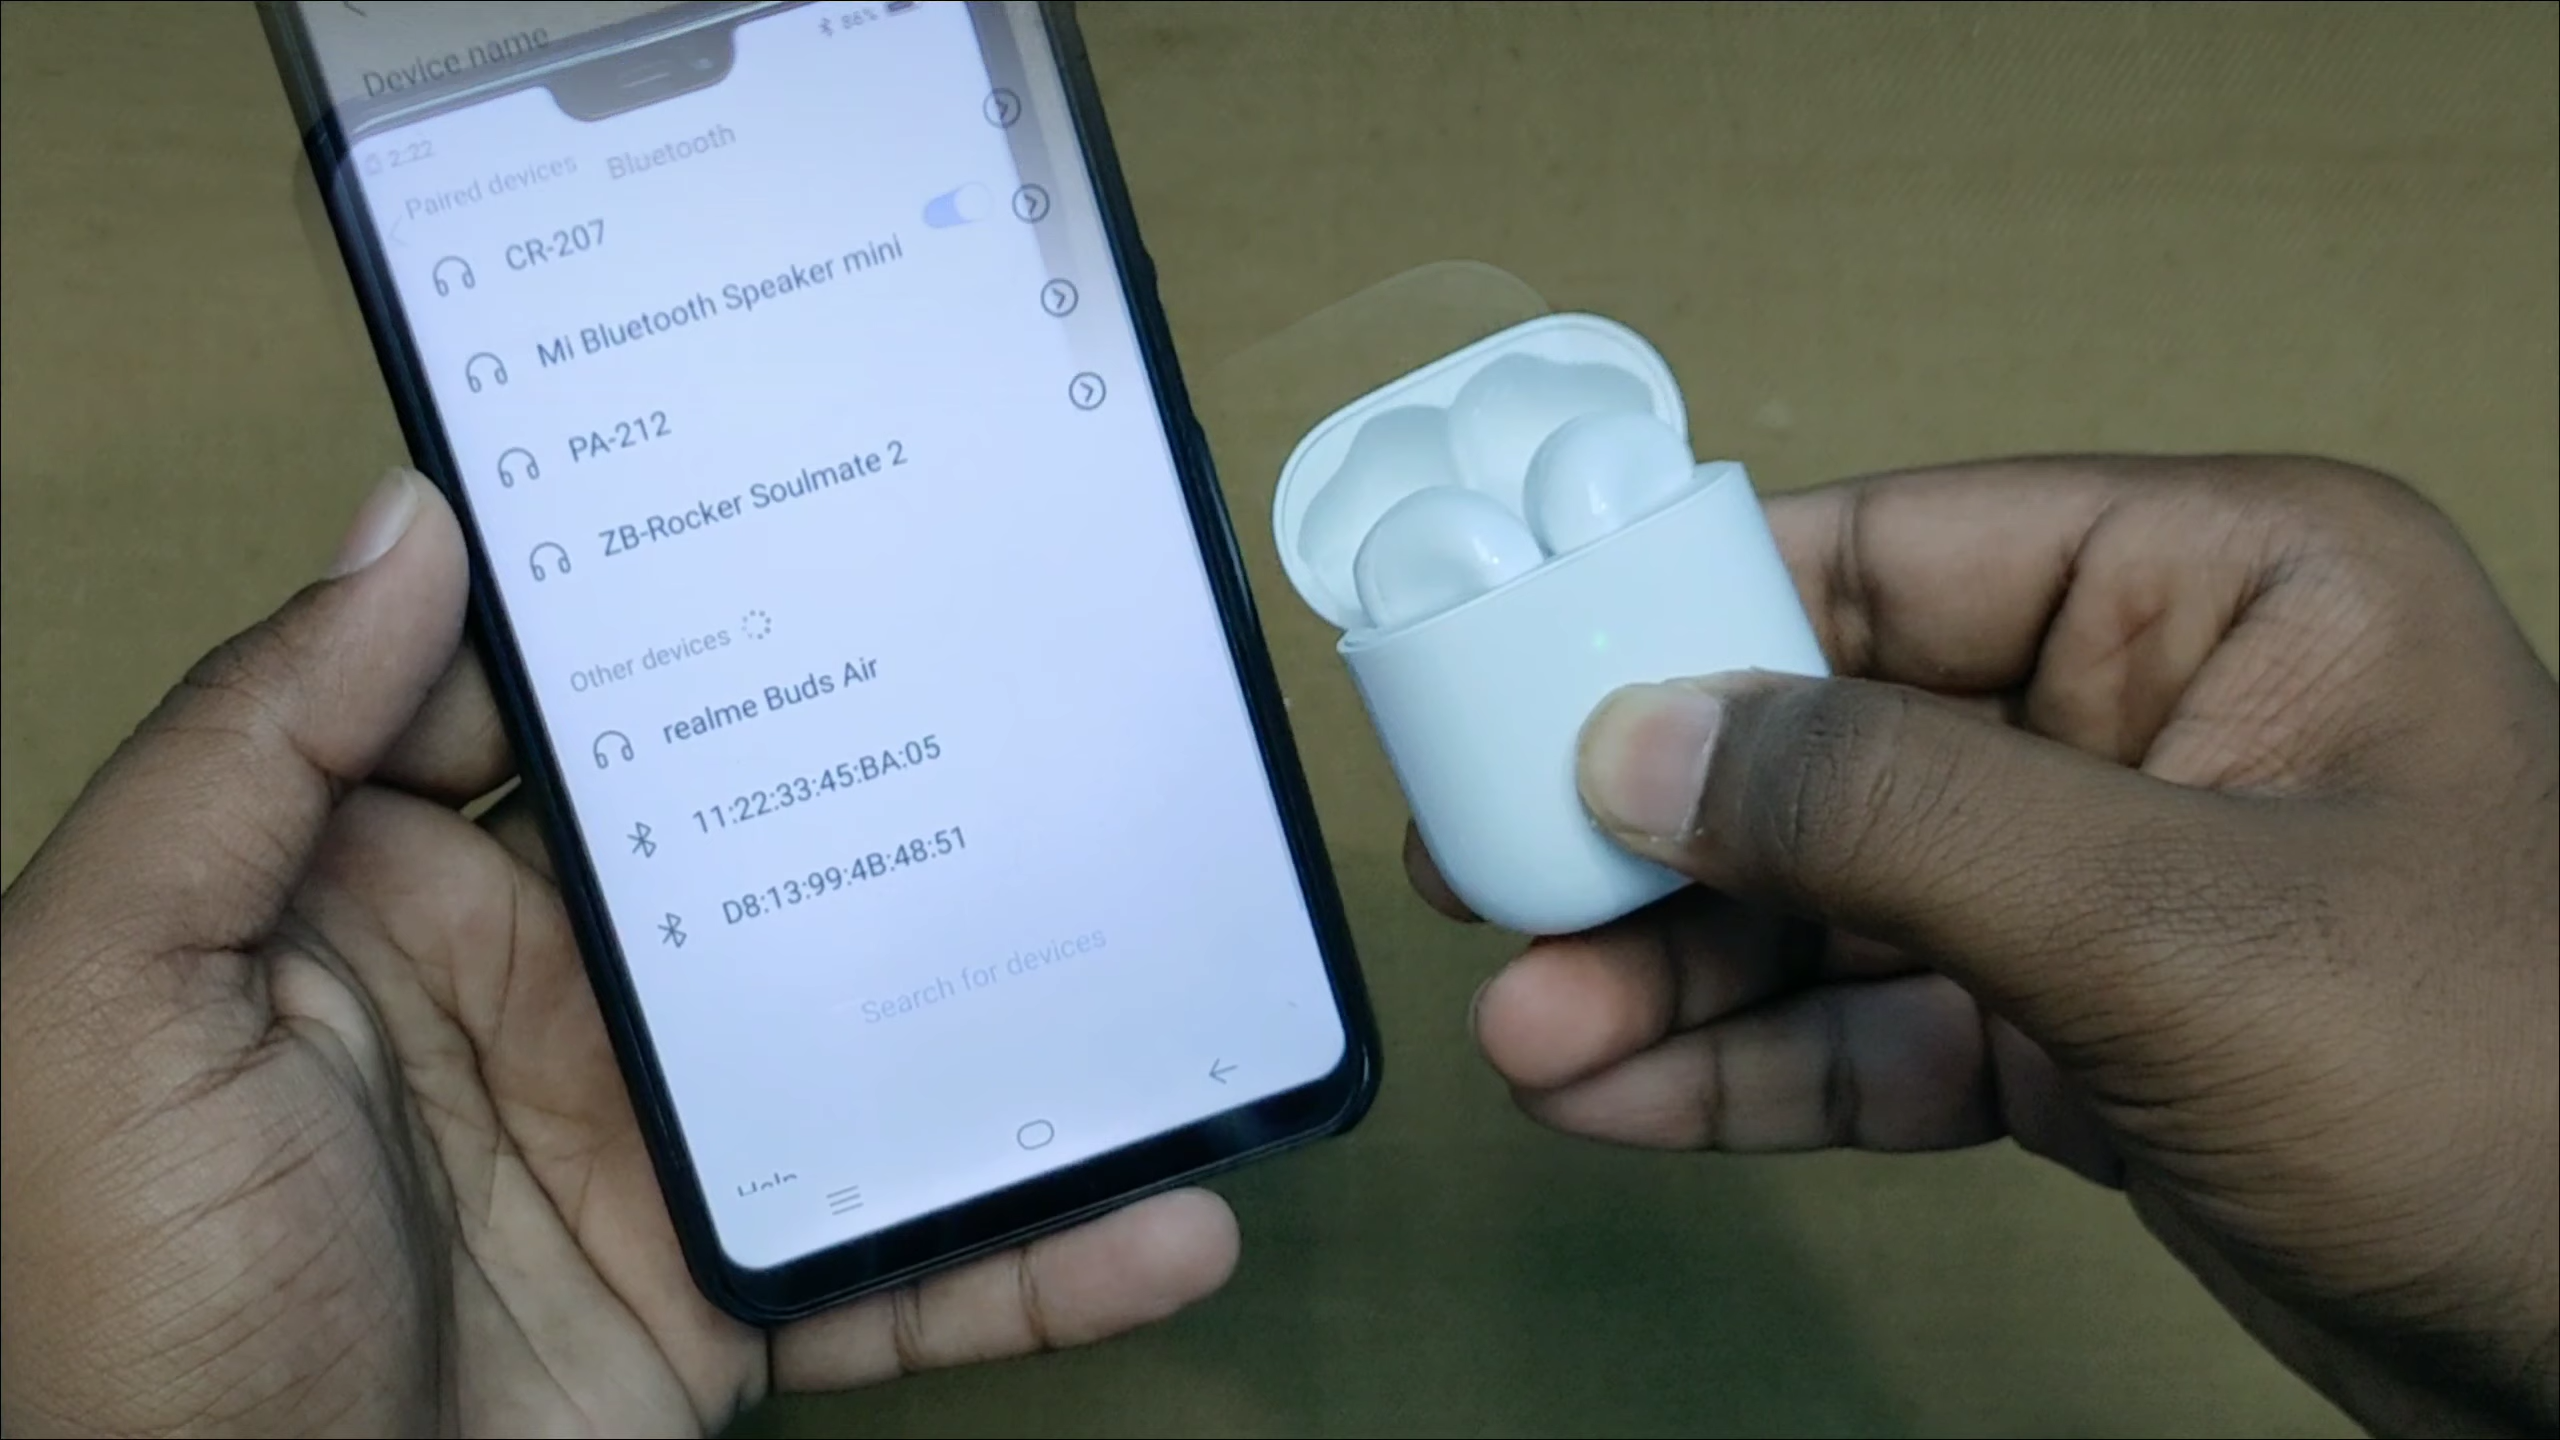 Device name
86%
2:22
Bluetooth
Paired devices
CR-207
Mi Bluetooth Speaker mini
PA-212
ZB-Rocker Soulmate 2
Other devices
realme Buds Air
11:22:33:45:BA:05
D8:13:99:4B:48:51
Search for devices
Help